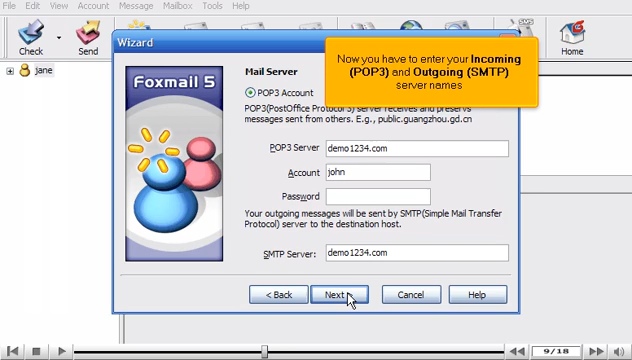 File Edit View Message Mailbox Tools Help
Check
Send
SMS
Home
jane
Wizard
Now you have to enter your Incoming
(POP3) and Outgoing (SMTP)
server names
Foxmail 5
Mail Server
POP3 Account
POP3(PostOffice Protocol 3) server receives and preserves
messages sent from others. E.g., public.guangzhou.gd.cn
POP3 Server demo1234.com
Account john
Password
Your outgoing messages will be sent by SMTP(Simple Mail Transfer
Protocol) server to the destination host.
SMTP Server: demo1234.com
< Back Next > Cancel Help
9/18